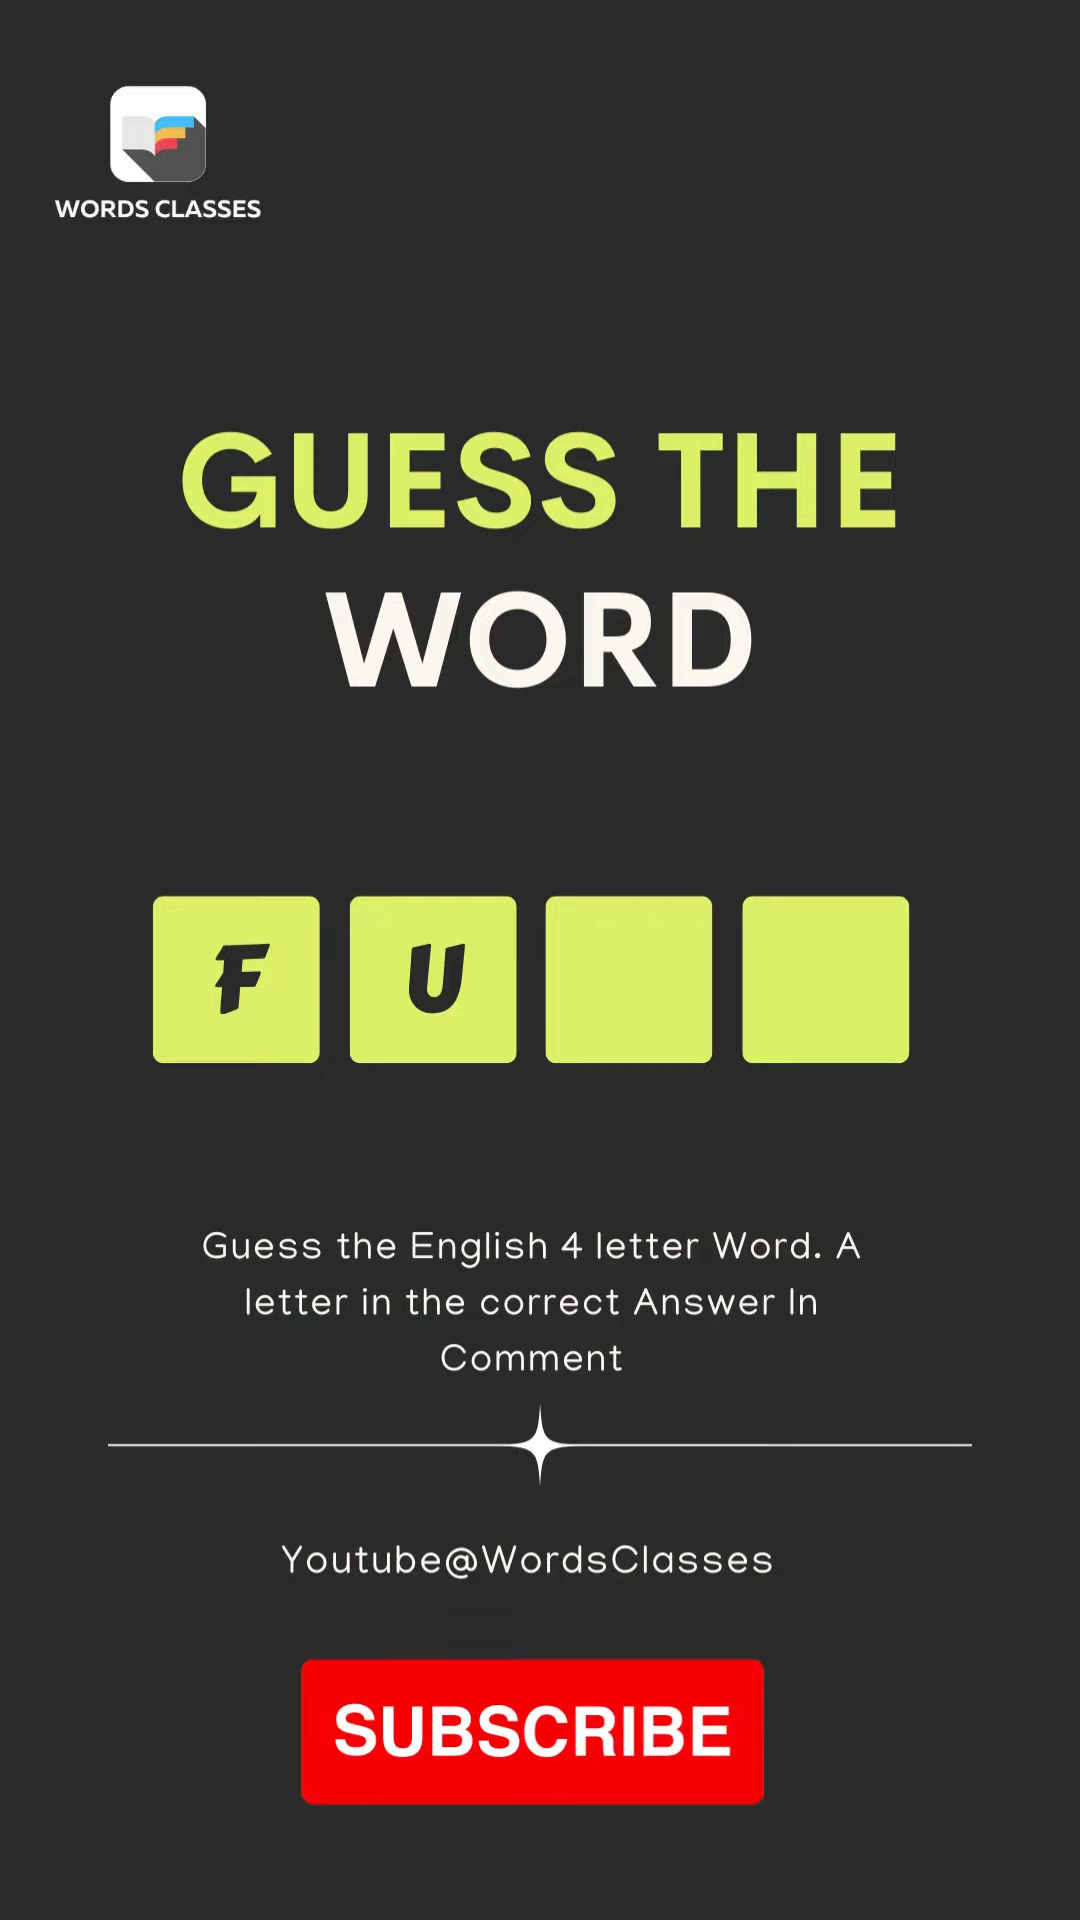 WORDS CLASSES
GUESS THE
WORD
F U
Guess the English 4 letter Word. A
letter in the correct Answer In
Comment
Youtube@WordsClasses
SUBSCRIBE